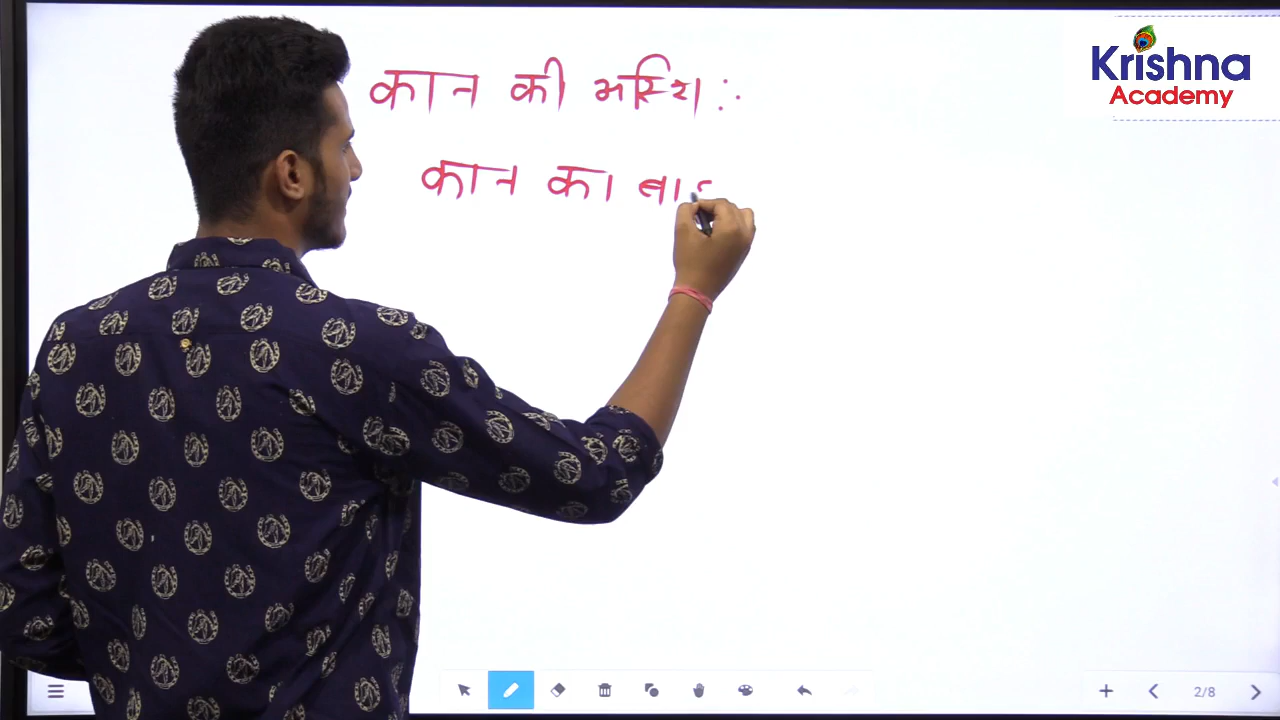 Krishna
Academy
कान की अस्थि :-
कान का बा
2/8